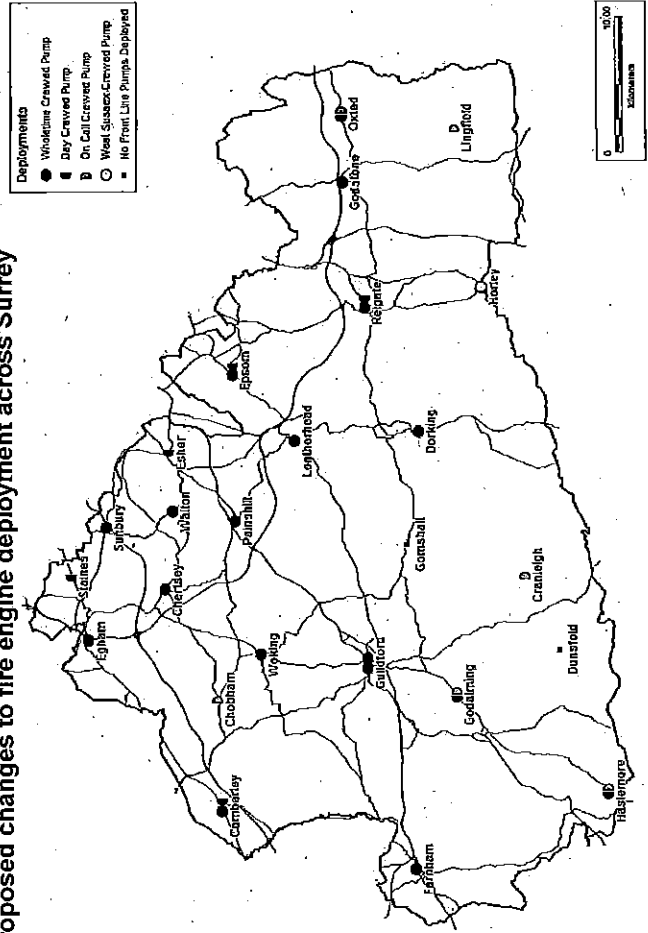 oposed changes to fire engine deployment across Surrey
Deployments
Wholetime Crewed Pump
Day Crewed Pump
On Call Crewed Pump
West Sussex Crewed Pump
No Front Line Pumps Deployed
0 10.00
Kilometers
Staines
Egham
Sunbury
Chertsey
Walton
Esher
Epsom
Camberley
Chobham
Woking
Painshill
Leatherhead
Godstone
Oxted
Reigate
Guildford
Farnham
Gomshall
Dorking
Lingfield
Godalming
Horley
Cranleigh
Dunsfold
Haslemere